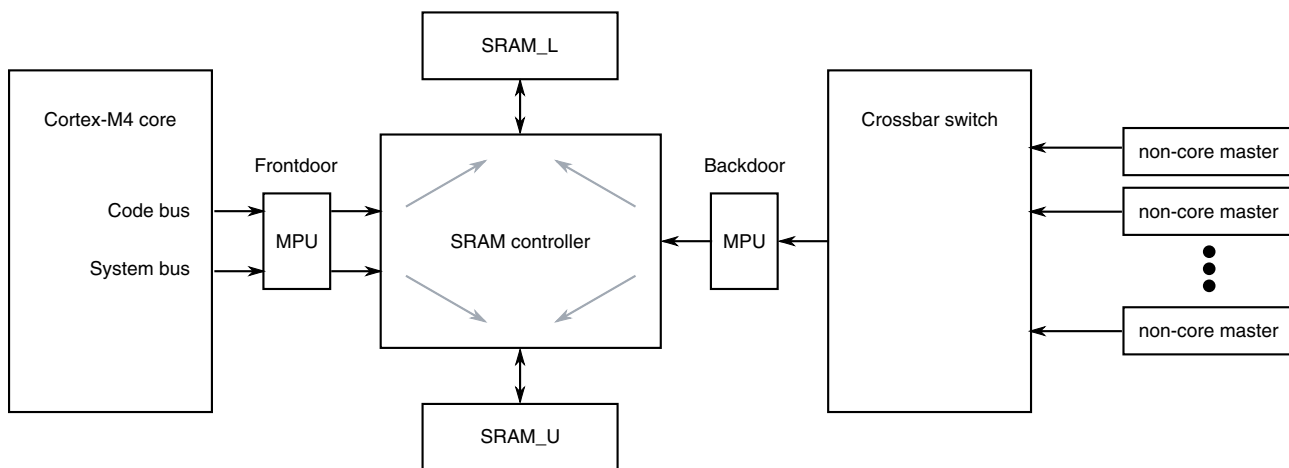 SRAM_L
Cortex-M4 core
Crossbar switch
Frontdoor
Backdoor
non-core master
Code bus
MPU
SRAM controller
MPU
non-core master
System bus
non-core master
SRAM_U